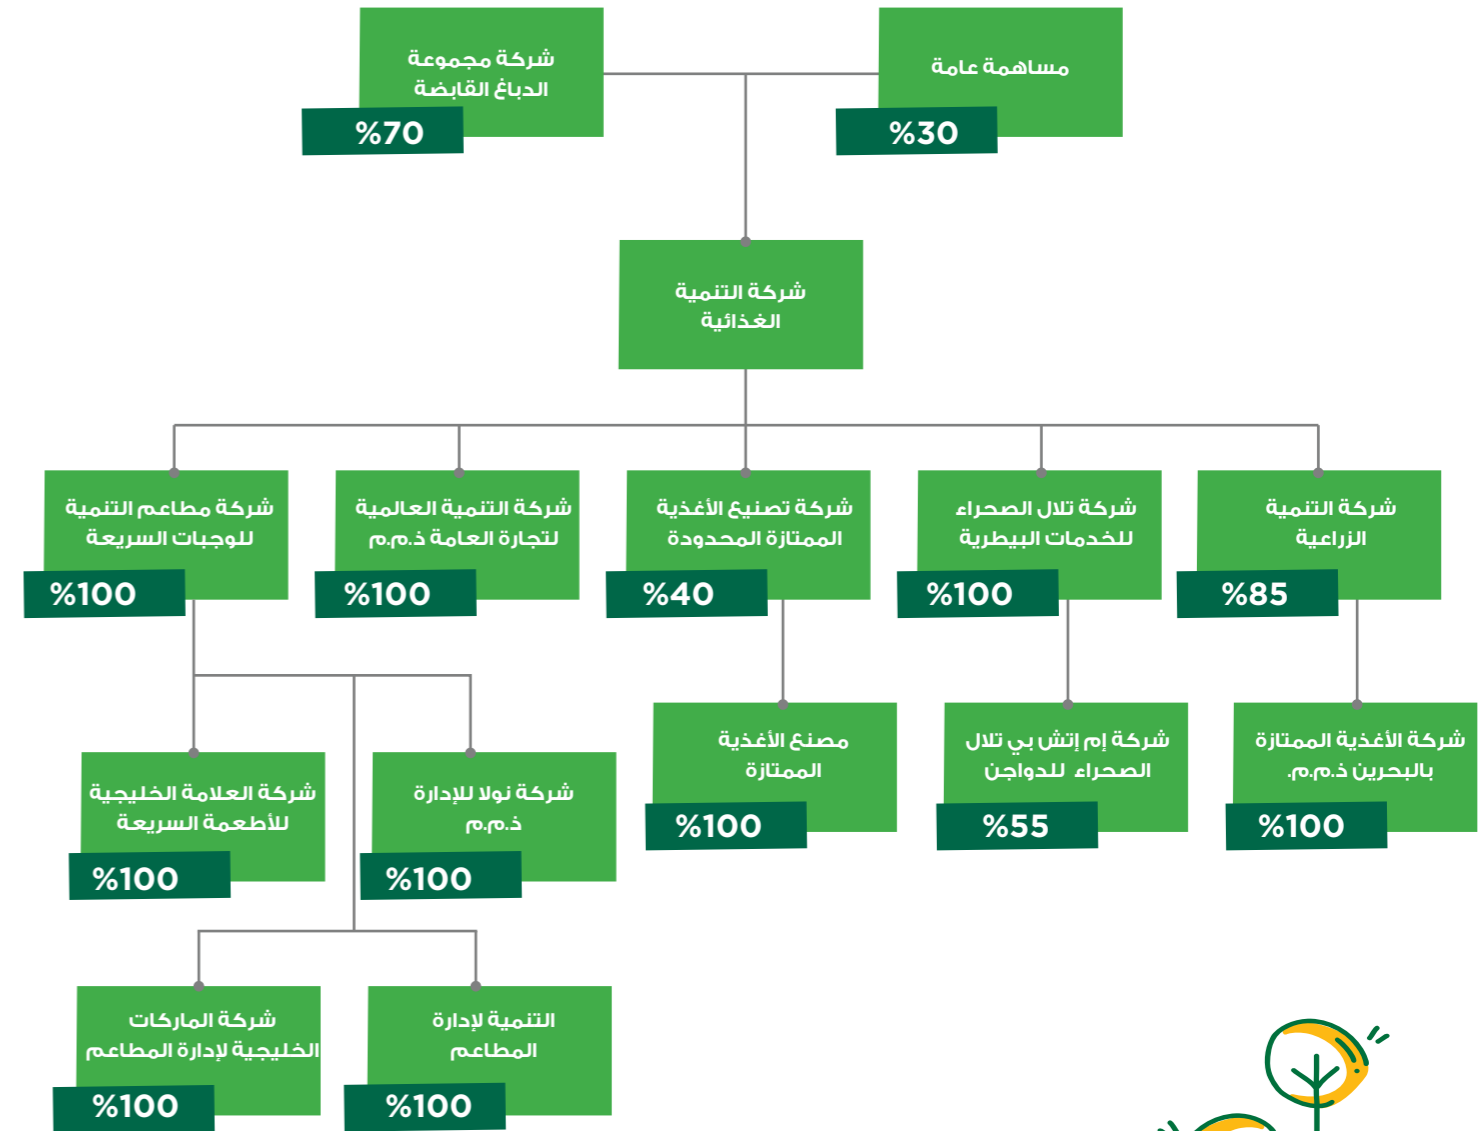 مساهمة عامة
%30
شركة مجموعة
الدباغ القابضة
%70
شركة التنمية
الغذائية
شركة التنمية
الزراعية
%85
شركة تلال الصحراء
للخدمات البيطرية
%100
شركة تصنيع الأغذية
الممتازة المحدودة
%40
شركة التنمية العالمية
لتجارة العامة ذ.م.م
%100
شركة مطاعم التنمية
للوجبات السريعة
%100
شركة الأغذية الممتازة
بالبحرين ذ.م.م.
%100
شركة إم إتش بي تلال
الصحراء للدواجن
%55
مصنع الأغذية
الممتازة
%100
شركة نولا للإدارة
ذ.م.م
%100
شركة العلامة الخليجية
للأطعمة السريعة
%100
التنمية لإدارة
المطاعم
%100
شركة الماركات
الخليجية لإدارة المطاعم
%100